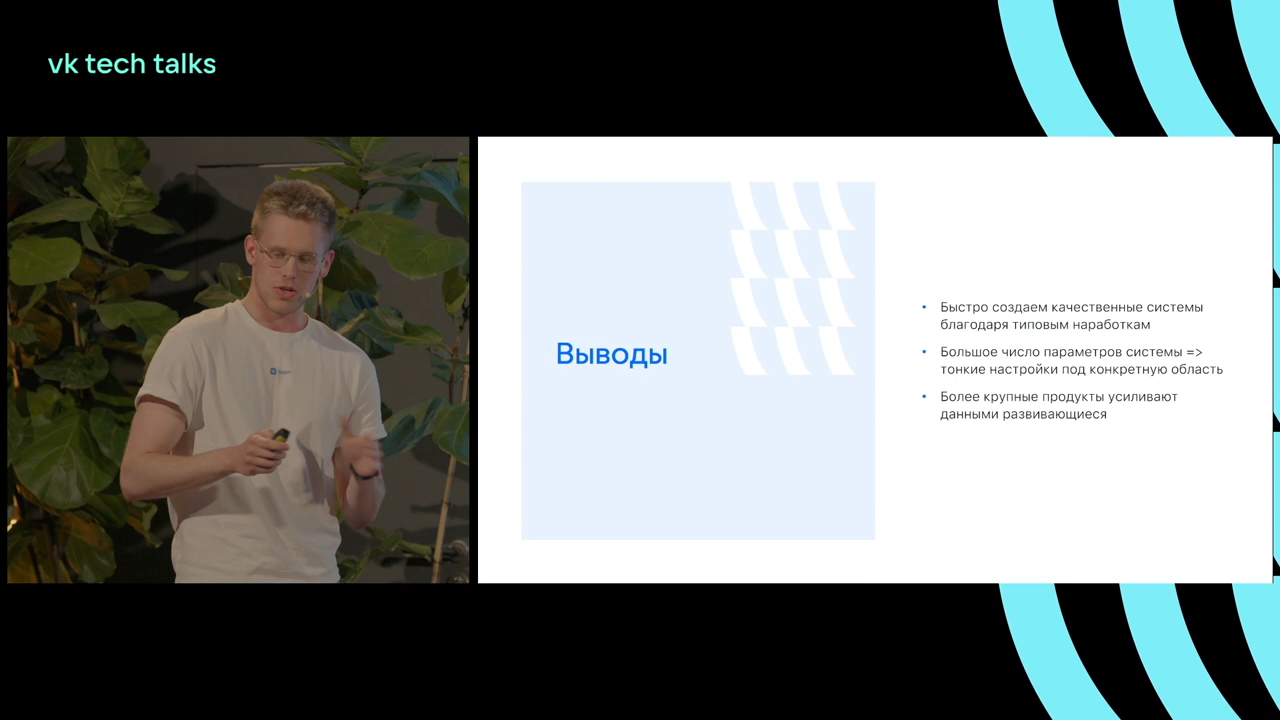 vk tech talks
Выводы
• Быстро создаем качественные системы
благодаря типовым наработкам
• Большое число параметров системы =>
тонкие настройки под конкретную область
• Более крупные продукты усиливают
данными развивающиеся